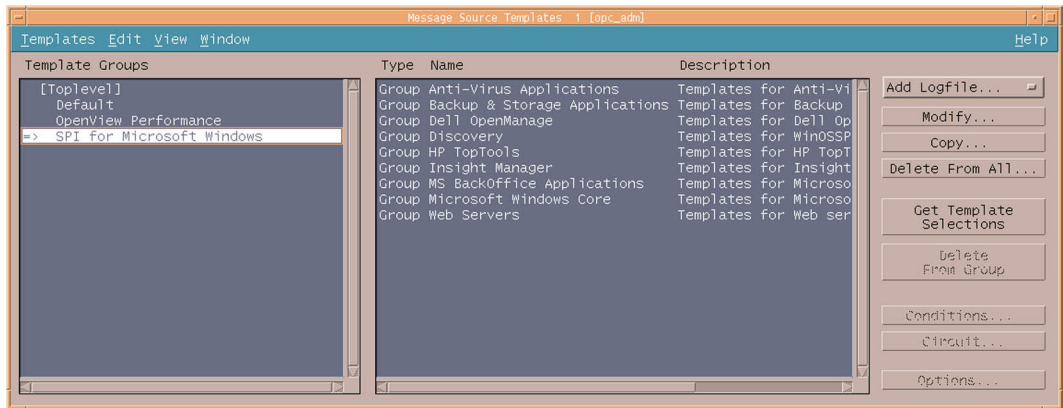 Message Source Templates 1 [opc_adm]
Templates Edit View Window Help
Template Groups
[Toplevel]
Default
OpenView Performance
=> SPI for Microsoft Windows
Type Name Description
Group Anti-Virus Applications Templates for Anti-Vi
Group Backup & Storage Applications Templates for Backup
Group Dell OpenManage Templates for Dell Op
Group Discovery Templates for WinOSSP
Group HP TopTools Templates for HP TopT
Group Insight Manager Templates for Insight
Group MS BackOffice Applications Templates for Microso
Group Microsoft Windows Core Templates for Microso
Group Web Servers Templates for Web ser
Add Logfile...
Modify...
Copy...
Delete From All...
Get Template
Selections
Delete
From Group
Conditions...
Circuit...
Options...